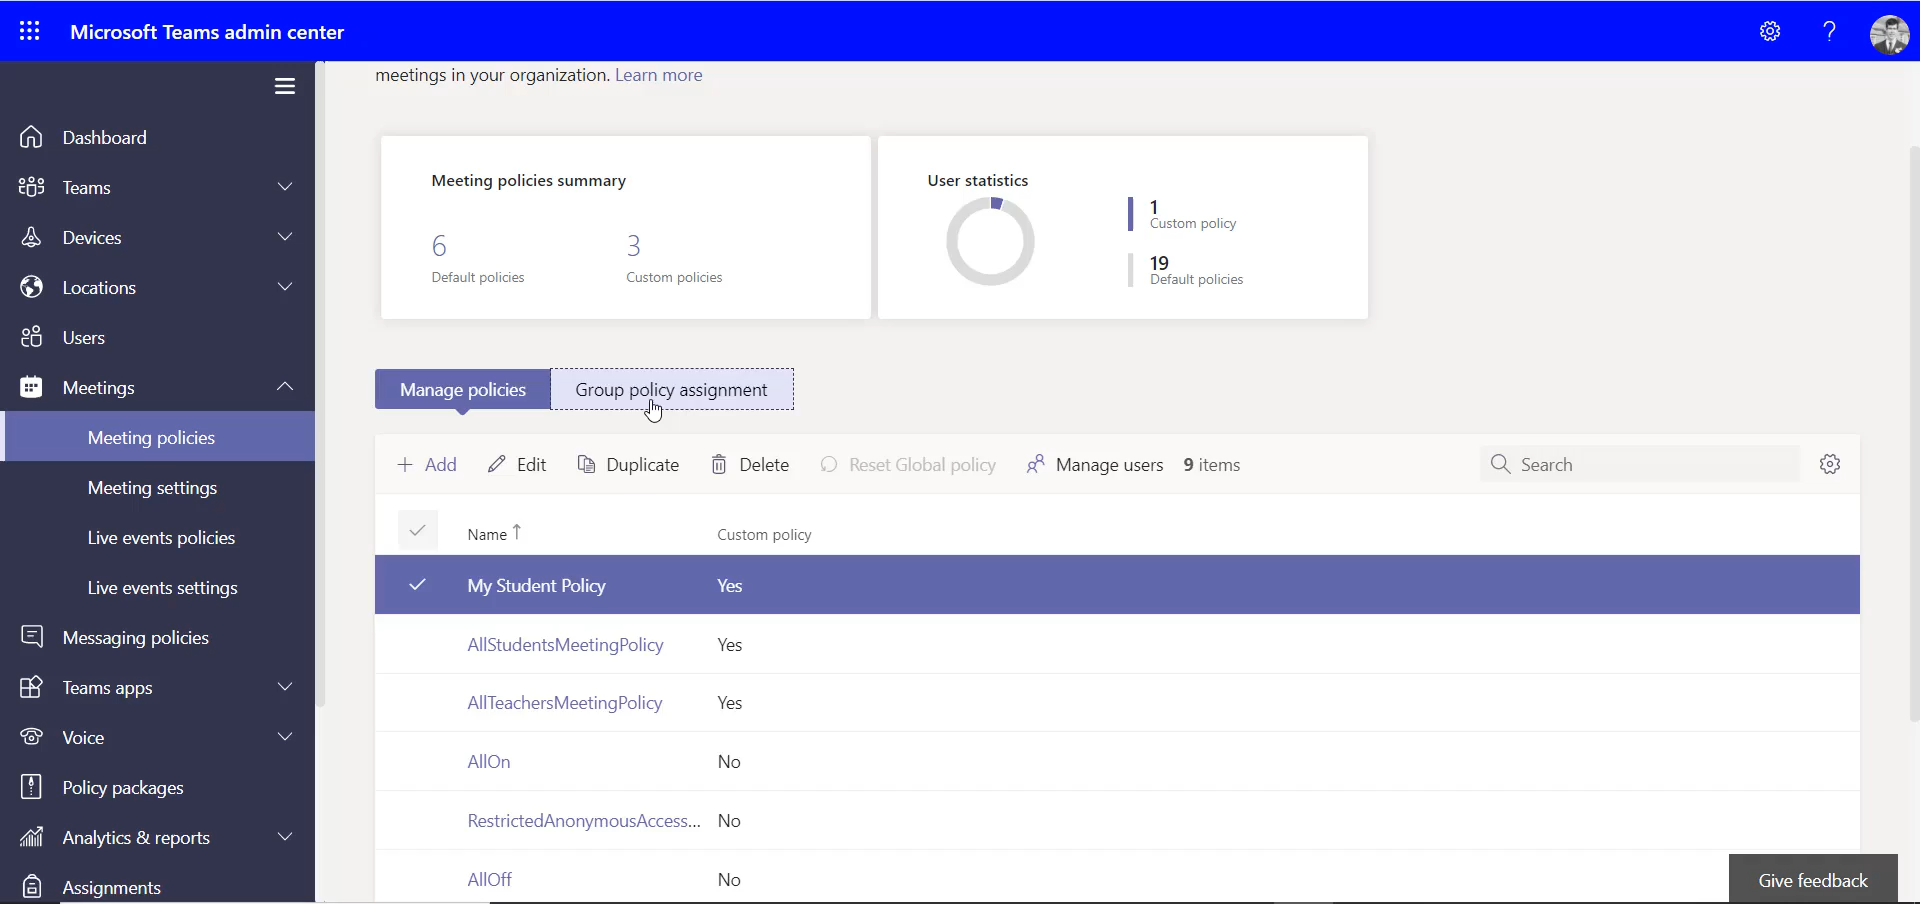 Microsoft Teams admin center
?
meetings in your organization. Learn more
Dashboard
Teams
Devices
Locations
Users
Meetings
Meeting policies
Meeting settings
Live events policies
Live events settings
Messaging policies
Teams apps
Voice
Policy packages
Analytics & reports
Assignments
Meeting policies summary
6
Default policies
3
Custom policies
User statistics
1
Custom policy
19
Default policies
Manage policies
Group policy assignment
+ Add Edit Duplicate Delete Reset Global policy Manage users 9 items
Search
Name ↑ Custom policy
My Student Policy Yes
AllStudentsMeetingPolicy Yes
AllTeachersMeetingPolicy Yes
AllOn No
RestrictedAnonymousAccess... No
AllOff No
Give feedback